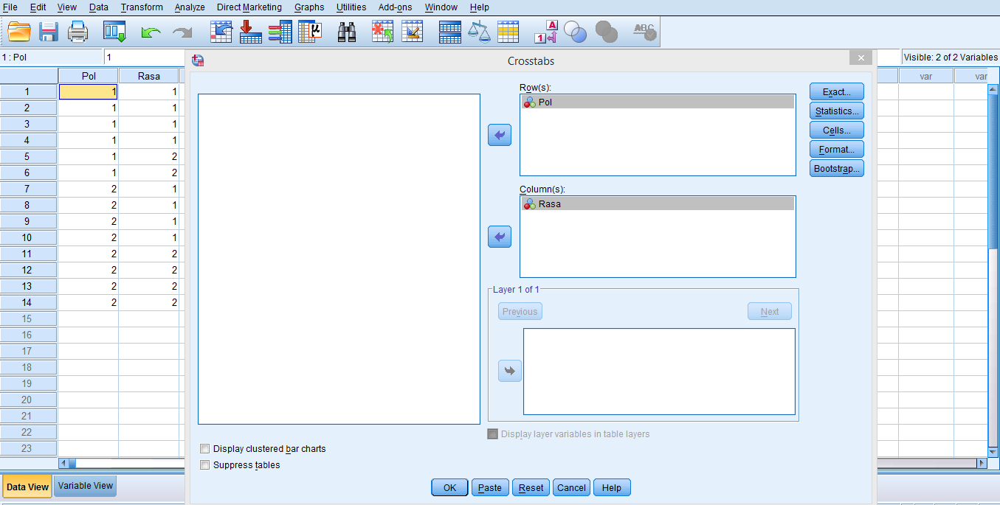 File Edit View Data Transform Analyze Direct Marketing Graphs Utilities Add-ons Window Help
A
1
ABC
μ
1 : Pol 1 Visible: 2 of 2 Variables
Crosstabs
Pol Rasa var var
1 1 1
2 1 1
3 1 1
4 1 1
5 1 2
6 1 2
7 2 1
8 2 1
9 2 1
10 2 1
11 2 2
12 2 2
13 2 2
14 2 2
15
16
17
18
19
20
21
22
23
Row(s):
Pol
Column(s):
Rasa
Layer 1 of 1
Previous Next
Display layer variables in table layers
Exact...
Statistics...
Cells...
Format...
Bootstrap...
Display clustered bar charts
Suppress tables
OK Paste Reset Cancel Help
Data View Variable View